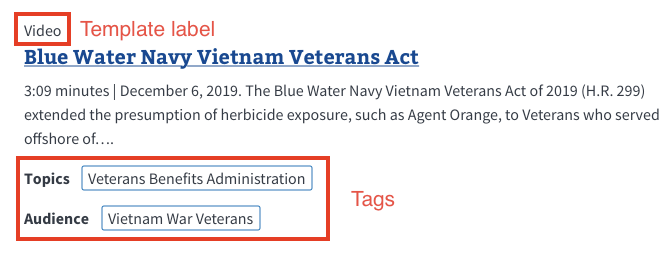 Video Template label
Blue Water Navy Vietnam Veterans Act
3:09 minutes | December 6, 2019. The Blue Water Navy Vietnam Veterans Act of 2019 (H.R. 299)
extended the presumption of herbicide exposure, such as Agent Orange, to Veterans who served
offshore of….
Topics Veterans Benefits Administration
Tags
Audience Vietnam War Veterans